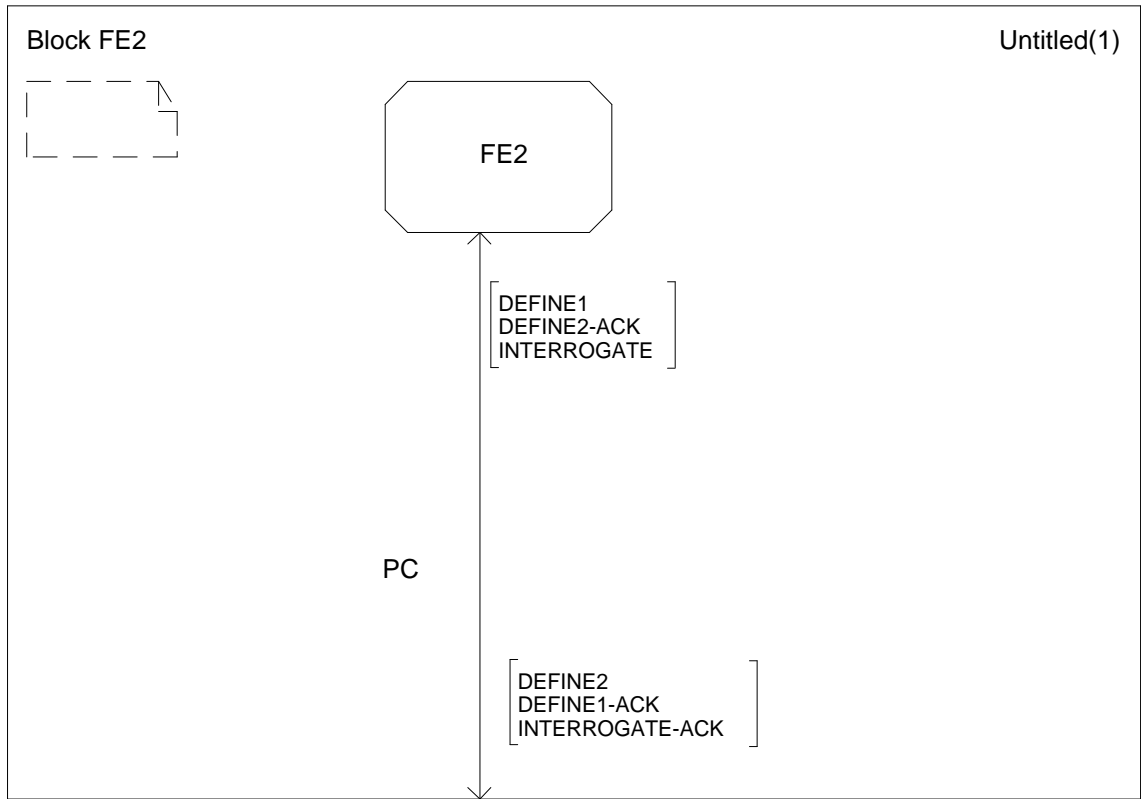 Block FE2
Untitled(1)
FE2
DEFINE1
DEFINE2-ACK
INTERROGATE
PC
DEFINE2
DEFINE1-ACK
INTERROGATE-ACK